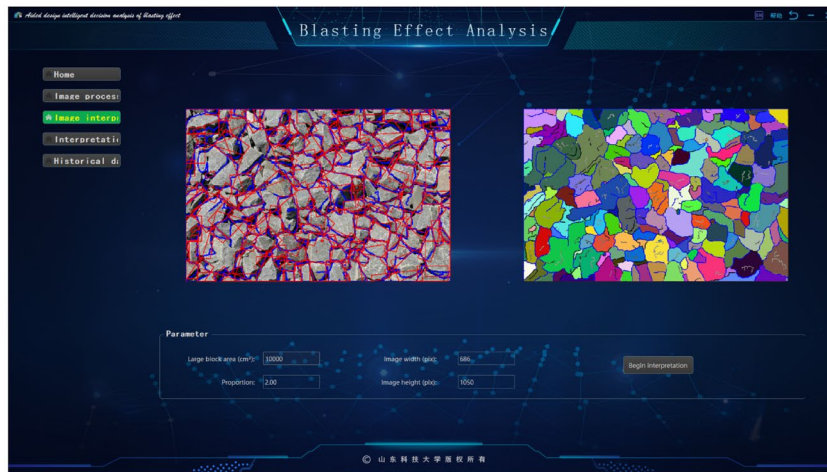 Aided design intelligent decision analysis of blasting effect
Blasting Effect Analysis
帮助
Home
Image proces
Image interp
Interpretati
Historical d
Parameter
Large block area (cm²): 10000
Image width (pix): 686
Begin Interpretation
Proportion: 2.00
Image height (pix): 1050
© 山东科技大学版权所有